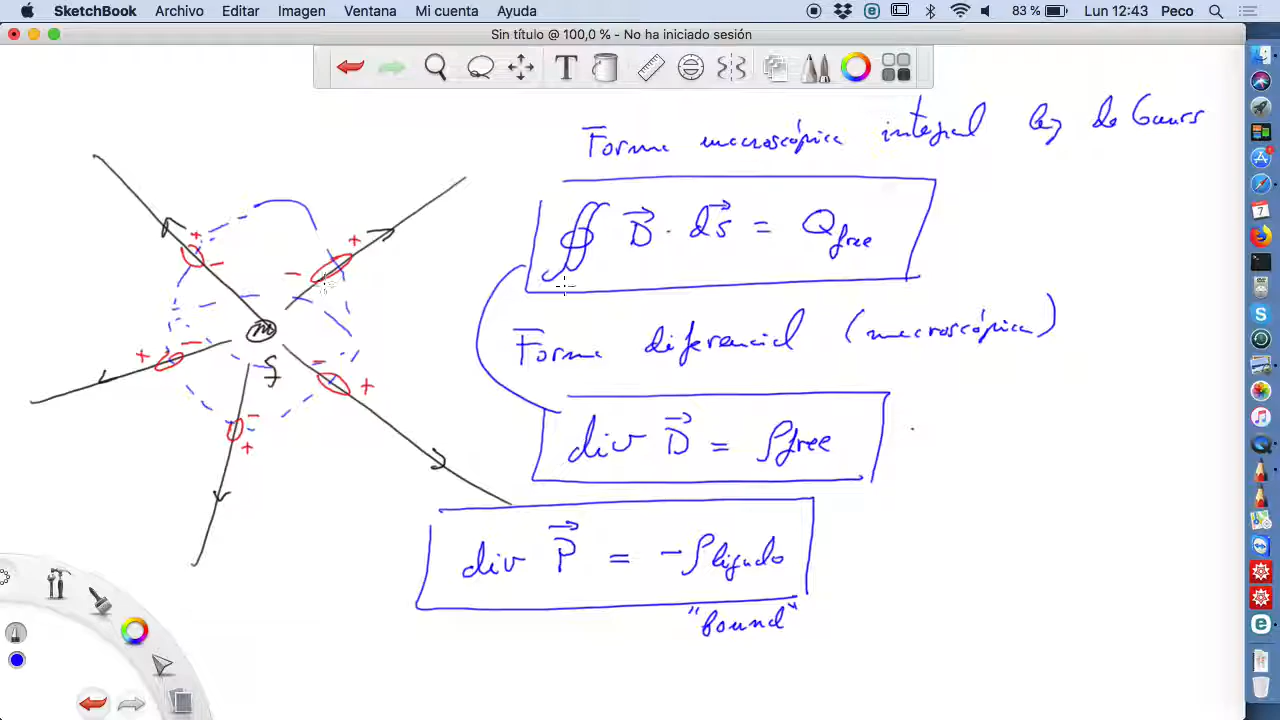 SketchBook Archivo Editar Imagen Ventana Mi cuenta Ayuda 83 % Lun 12:43 Peco
Sin título @ 100,0 % - No ha iniciado sesión
Forma macroscópica integral ley de Gauss
∯ D⃗ · dS⃗ = Qfree
Forma diferencial (macroscópica)
div D⃗ = ρfree
div P⃗ = -ρligado
"bound"
+ -
+ -
+ -
- +
- +
q